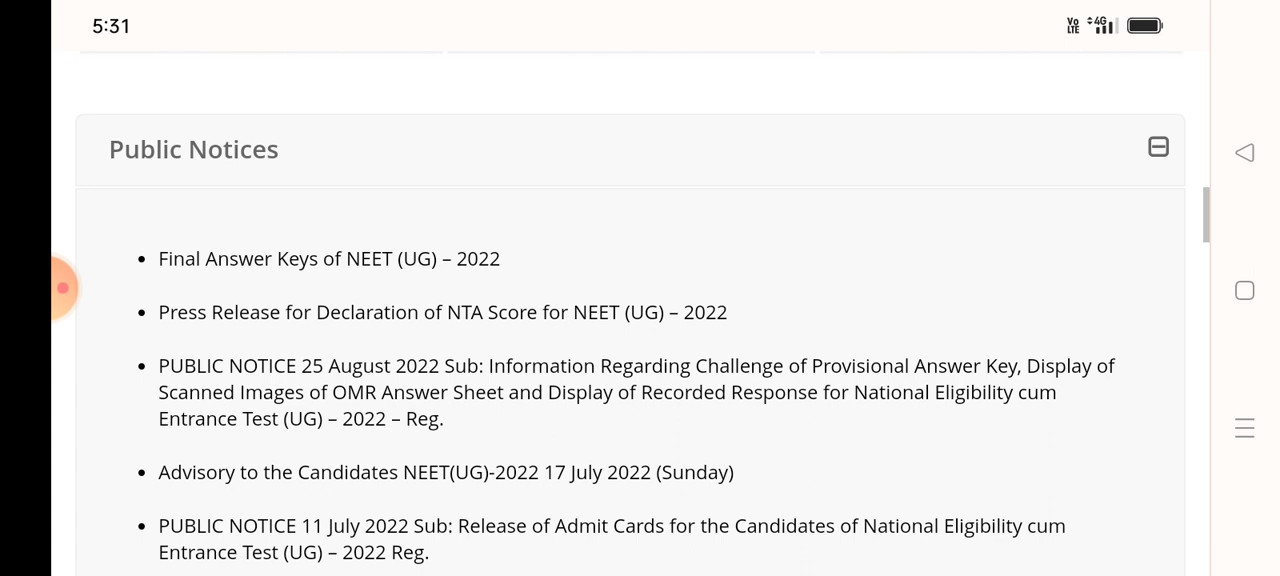 5:31
Vo
LTE
4G
Public Notices
Final Answer Keys of NEET (UG) – 2022
Press Release for Declaration of NTA Score for NEET (UG) – 2022
PUBLIC NOTICE 25 August 2022 Sub: Information Regarding Challenge of Provisional Answer Key, Display of
Scanned Images of OMR Answer Sheet and Display of Recorded Response for National Eligibility cum
Entrance Test (UG) – 2022 – Reg.
Advisory to the Candidates NEET(UG)-2022 17 July 2022 (Sunday)
PUBLIC NOTICE 11 July 2022 Sub: Release of Admit Cards for the Candidates of National Eligibility cum
Entrance Test (UG) – 2022 Reg.